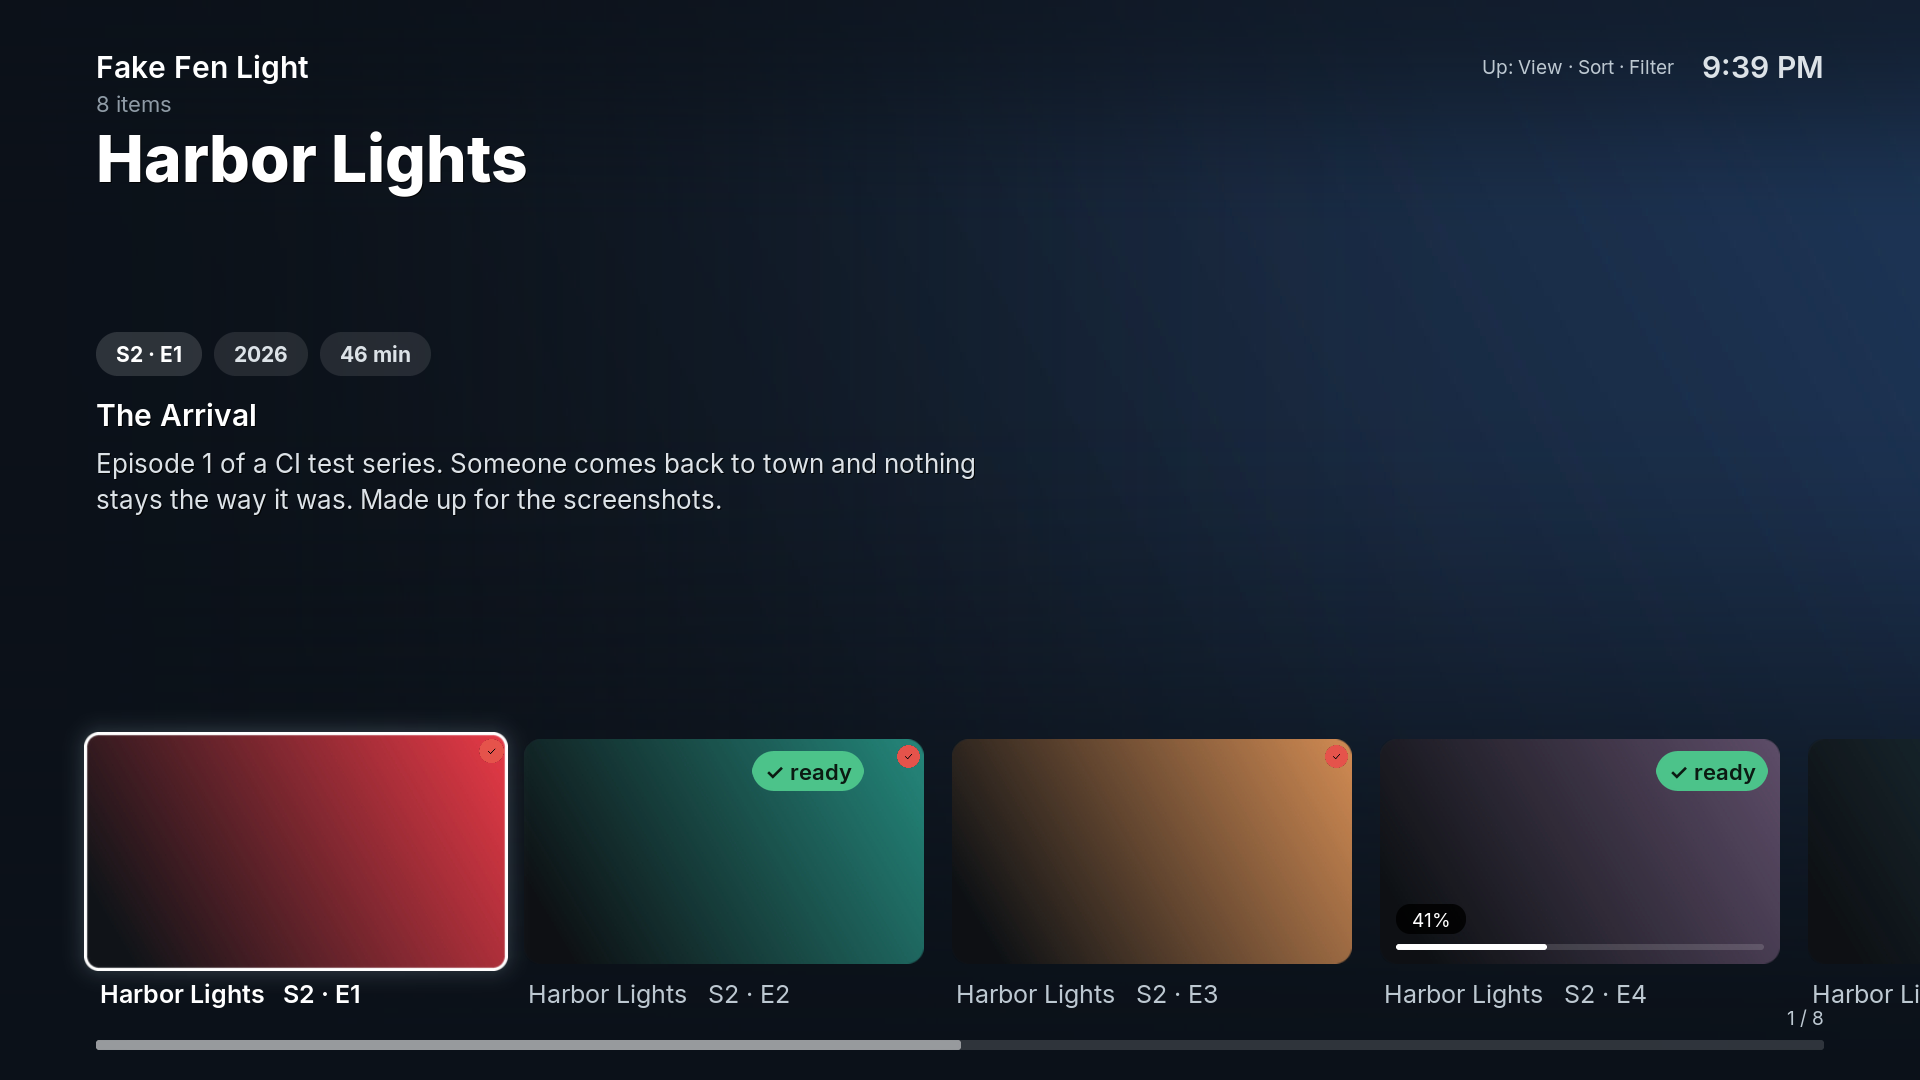 Fake Fen Light
Up: View · Sort · Filter
9:39 PM
8 items
Harbor Lights
S2 · E1
2026
46 min
The Arrival
Episode 1 of a CI test series. Someone comes back to town and nothing
stays the way it was. Made up for the screenshots.
✓ ready
✓ ready
41%
Harbor Lights S2 · E1
Harbor Lights S2 · E2
Harbor Lights S2 · E3
Harbor Lights S2 · E4
Harbor Li
1 / 8